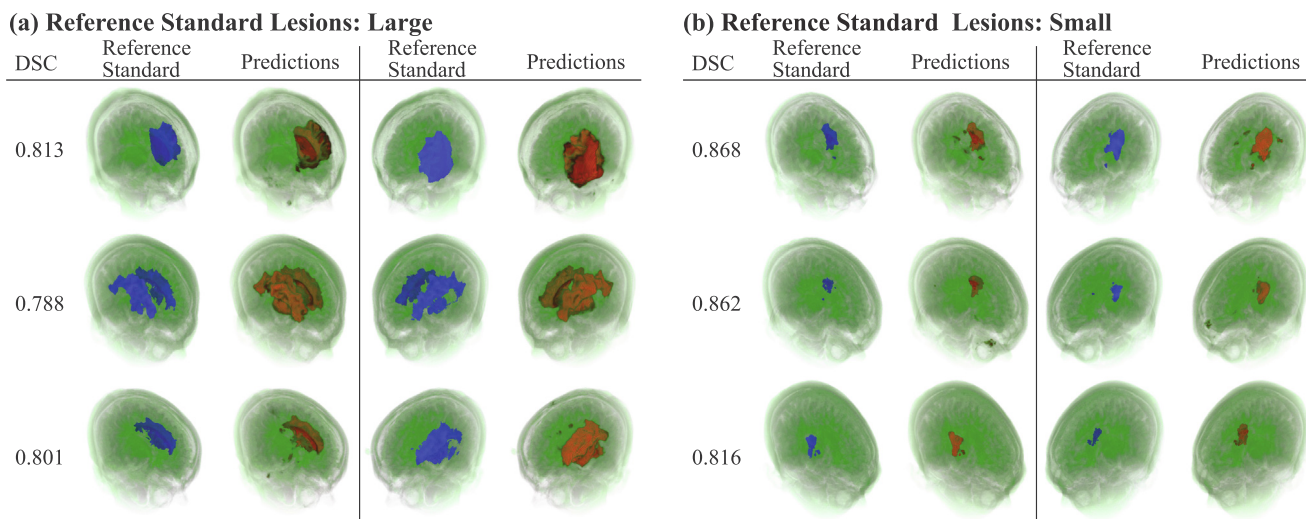 (a) Reference Standard Lesions: Large
DSC
Reference
Standard
Predictions
Reference
Standard
Predictions
0.813
0.788
0.801
(b) Reference Standard Lesions: Small
DSC
Reference
Standard
Predictions
Reference
Standard
Predictions
0.868
0.862
0.816